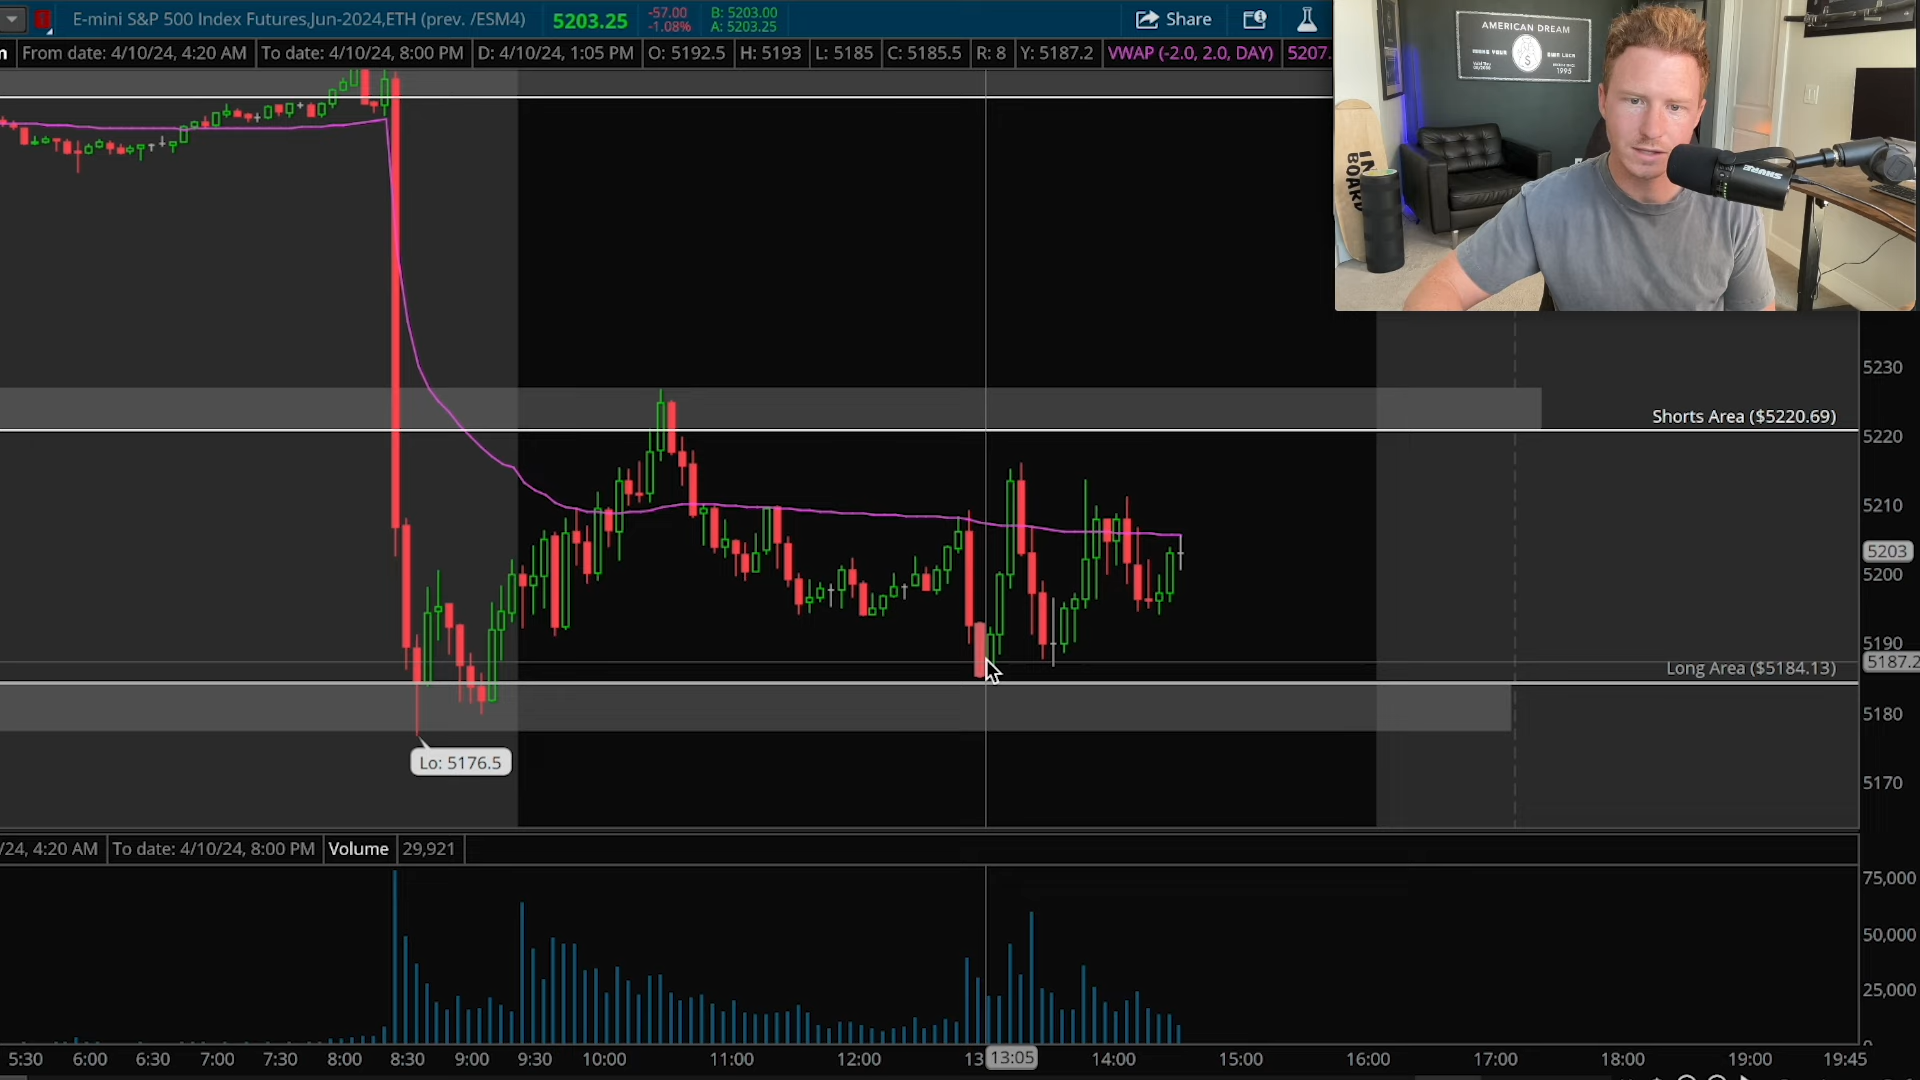 E-mini S&P 500 Index Futures,Jun-2024,ETH (prev. /ESM4) 5203.25 -57.00 B: 5203.00 Share
-1.08% A: 5203.25
n From date: 4/10/24, 4:20 AM To date: 4/10/24, 8:00 PM D: 4/10/24, 1:05 PM O: 5192.5 H: 5193 L: 5185 C: 5185.5 R: 8 Y: 5187.2 VWAP (-2.0, 2.0, DAY) 5207.
AMERICAN DREAM
1995
IN
BOARD
SHURE
5230
Shorts Area ($5220.69)
5220
5210
5203
5200
5190
5187.2
Long Area ($5184.13)
5180
Lo: 5176.5
5170
/24, 4:20 AM To date: 4/10/24, 8:00 PM Volume 29,921
75,000
50,000
25,000
0
5:30 6:00 6:30 7:00 7:30 8:00 8:30 9:00 9:30 10:00 11:00 12:00 13 13:05 14:00 15:00 16:00 17:00 18:00 19:00 19:45